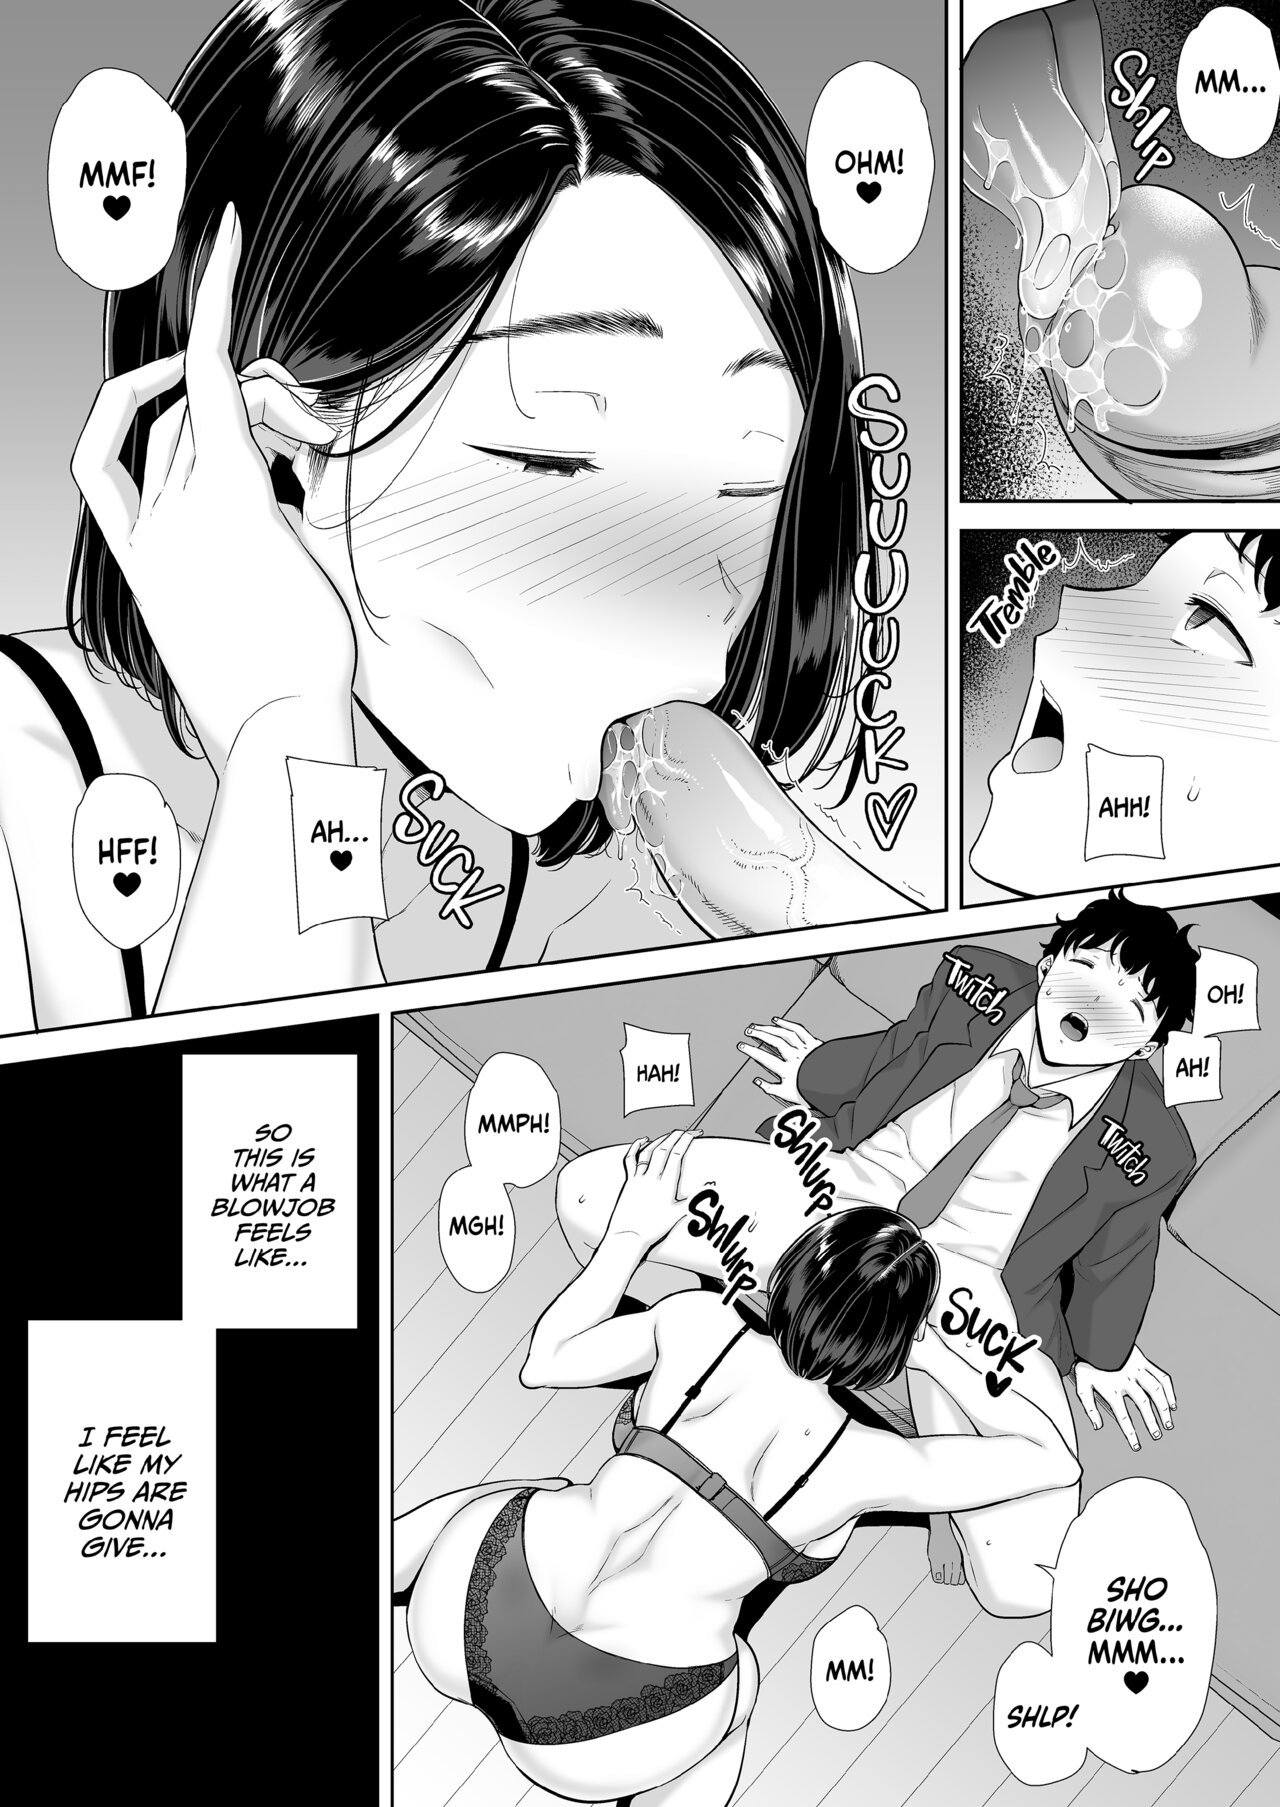 MM...
Shlp
OHM!
♥
MMF!
♥
SUUUUCK♡
AH...
♥
SUCK
HFF!
♥
Tremble
AHH!
Twitch
OH!
AH!
HAH!
Twitch
MMPH!
MGH!
Shlurp
Shlurp
SUCK
♥
SO
THIS IS
WHAT A
BLOWJOB
FEELS
LIKE...
I FEEL
LIKE MY
HIPS ARE
GONNA
GIVE...
SHO
BIWG...
MMM...
♥
SHLP!
MM!